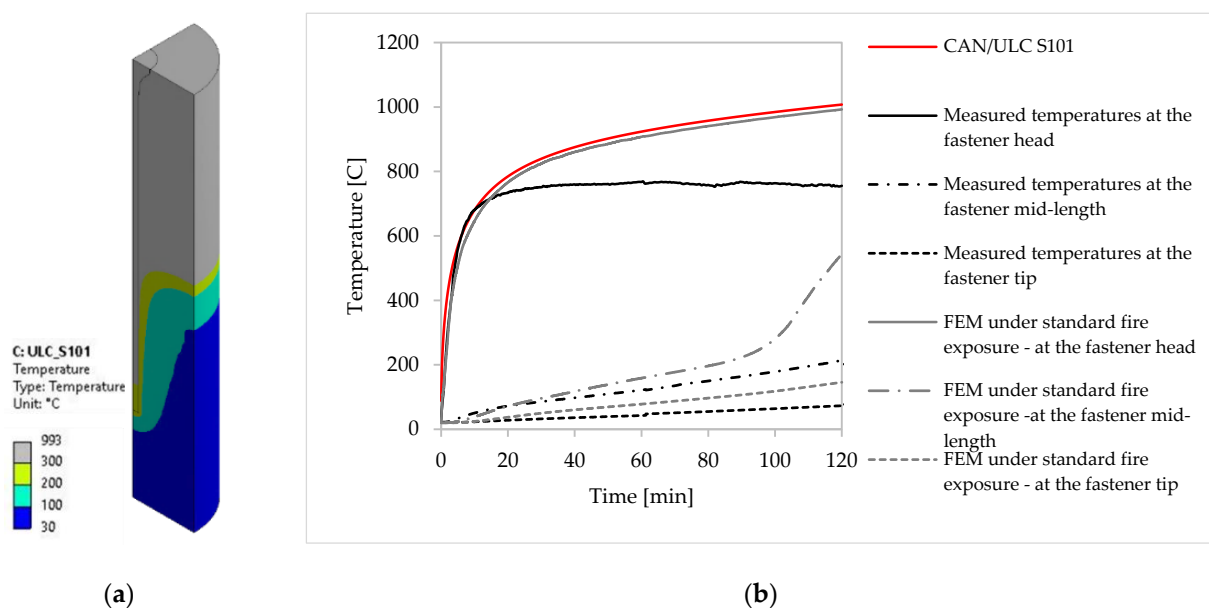 C: ULC_S101
Temperature
Type: Temperature
Unit: °C
993
300
200
100
30
(a)
1200
1000
800
600
400
200
0
Temperature [C]
0
20
40
60
80
100
120
Time [min]
CAN/ULC S101
Measured temperatures at the
fastener head
Measured temperatures at the
fastener mid-length
Measured temperatures at the
fastener tip
FEM under standard fire
exposure - at the fastener head
FEM under standard fire
exposure -at the fastener mid-
length
FEM under standard fire
exposure - at the fastener tip
(b)